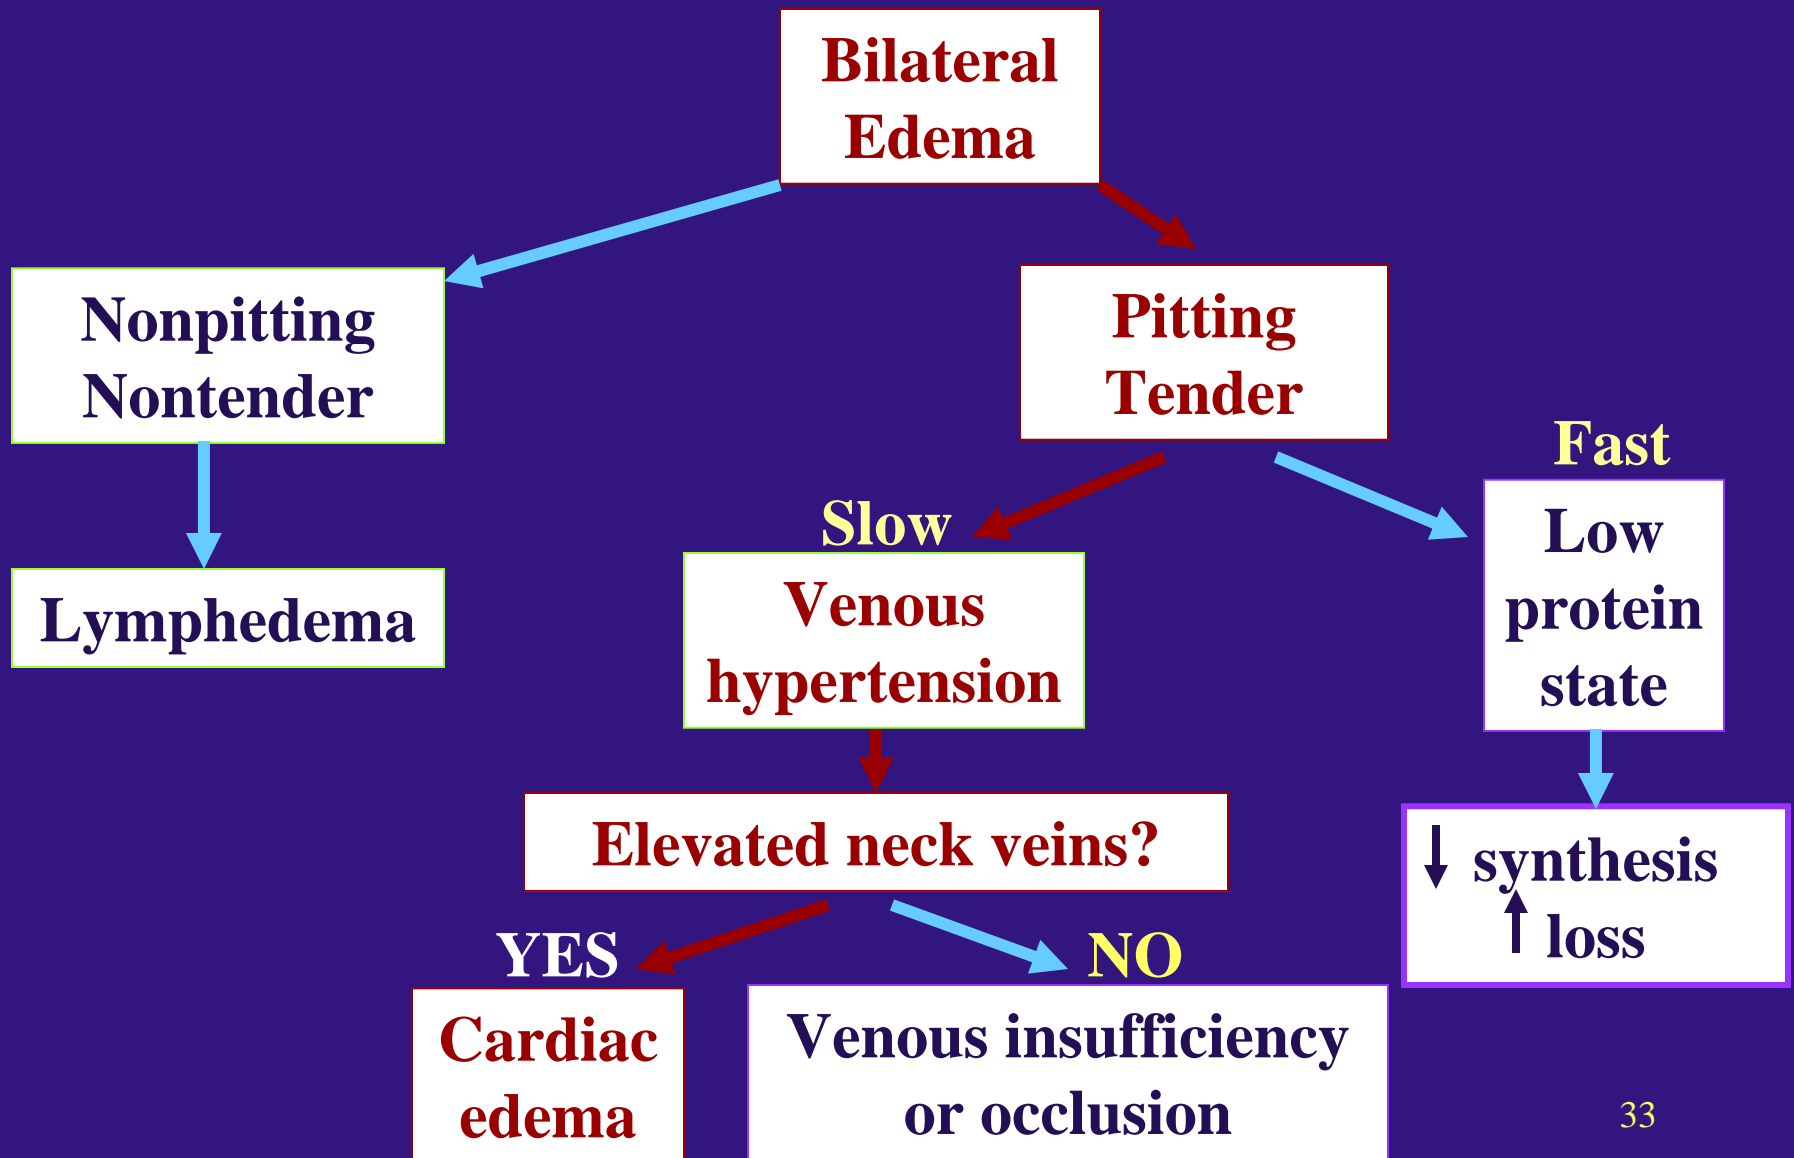 Bilateral
Edema
Nonpitting
Nontender
Pitting
Tender
Lymphedema
Slow
Venous
hypertension
Fast
Low
protein
state
Elevated neck veins?
↓ synthesis
↑ loss
YES
Cardiac
edema
NO
Venous insufficiency
or occlusion
33